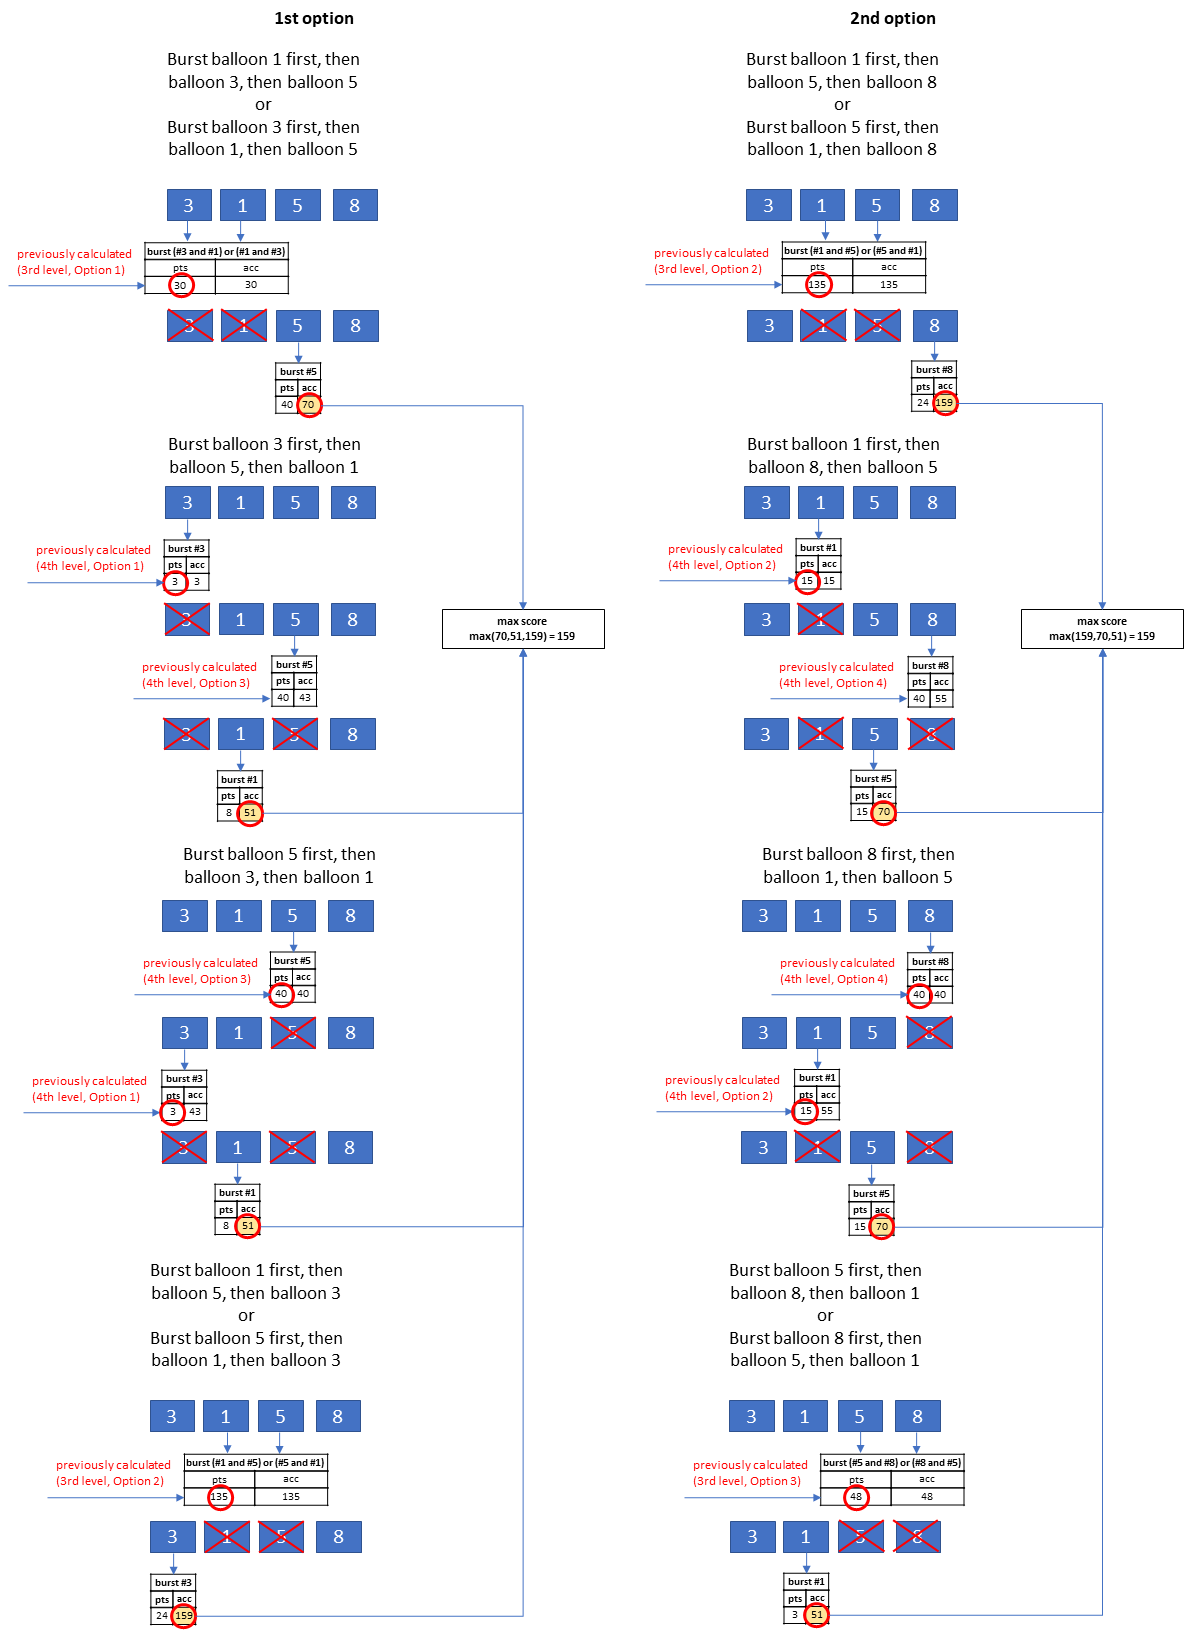 1st option
Burst balloon 1 first, then
balloon 3, then balloon 5
or
Burst balloon 3 first, then
balloon 1, then balloon 5
3 1 5 8
previously calculated
(3rd level, Option 1)
burst (#3 and #1) or (#1 and #3)
pts acc
30 30
3 1 5 8
burst #5
pts acc
40 70
Burst balloon 3 first, then
balloon 5, then balloon 1
3 1 5 8
previously calculated
(4th level, Option 1)
burst #3
pts acc
3 3
3 1 5 8
previously calculated
(4th level, Option 3)
burst #5
pts acc
40 43
3 1 5 8
burst #1
pts acc
8 51
max score
max(70,51,159) = 159
Burst balloon 5 first, then
balloon 3, then balloon 1
3 1 5 8
previously calculated
(4th level, Option 3)
burst #5
pts acc
40 40
3 1 5 8
previously calculated
(4th level, Option 1)
burst #3
pts acc
3 43
3 1 5 8
burst #1
pts acc
8 51
Burst balloon 1 first, then
balloon 5, then balloon 3
or
Burst balloon 5 first, then
balloon 1, then balloon 3
3 1 5 8
previously calculated
(3rd level, Option 2)
burst (#1 and #5) or (#5 and #1)
pts acc
135 135
3 1 5 8
burst #3
pts acc
24 159
2nd option
Burst balloon 1 first, then
balloon 5, then balloon 8
or
Burst balloon 5 first, then
balloon 1, then balloon 8
3 1 5 8
previously calculated
(3rd level, Option 2)
burst (#1 and #5) or (#5 and #1)
pts acc
135 135
3 1 5 8
burst #8
pts acc
24 159
Burst balloon 1 first, then
balloon 8, then balloon 5
3 1 5 8
previously calculated
(4th level, Option 2)
burst #1
pts acc
15 15
3 1 5 8
previously calculated
(4th level, Option 4)
burst #8
pts acc
40 55
3 1 5 8
burst #5
pts acc
15 70
max score
max(159,70,51) = 159
Burst balloon 8 first, then
balloon 1, then balloon 5
3 1 5 8
previously calculated
(4th level, Option 4)
burst #8
pts acc
40 40
3 1 5 8
previously calculated
(4th level, Option 2)
burst #1
pts acc
15 55
3 1 5 8
burst #5
pts acc
15 70
Burst balloon 5 first, then
balloon 8, then balloon 1
or
Burst balloon 8 first, then
balloon 5, then balloon 1
3 1 5 8
previously calculated
(3rd level, Option 3)
burst (#5 and #8) or (#8 and #5)
pts acc
48 48
3 1 5 8
burst #1
pts acc
3 51